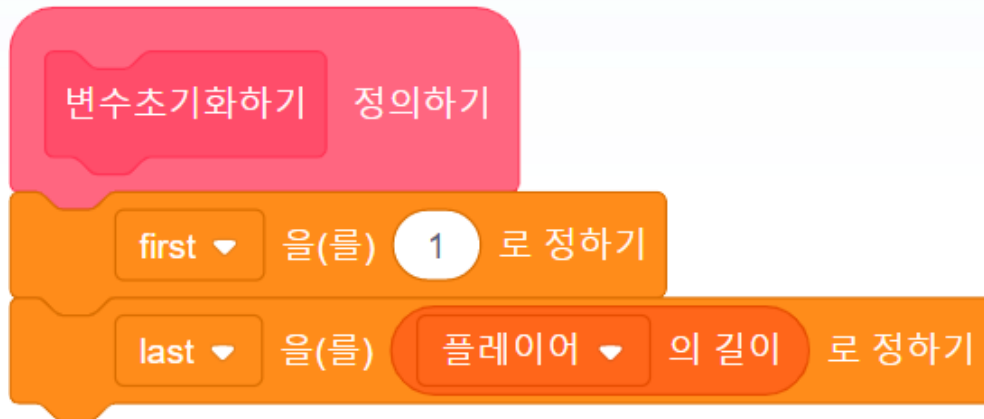 변수초기화하기 정의하기
first 을(를) 1 로 정하기
last 을(를) 플레이어 의 길이 로 정하기